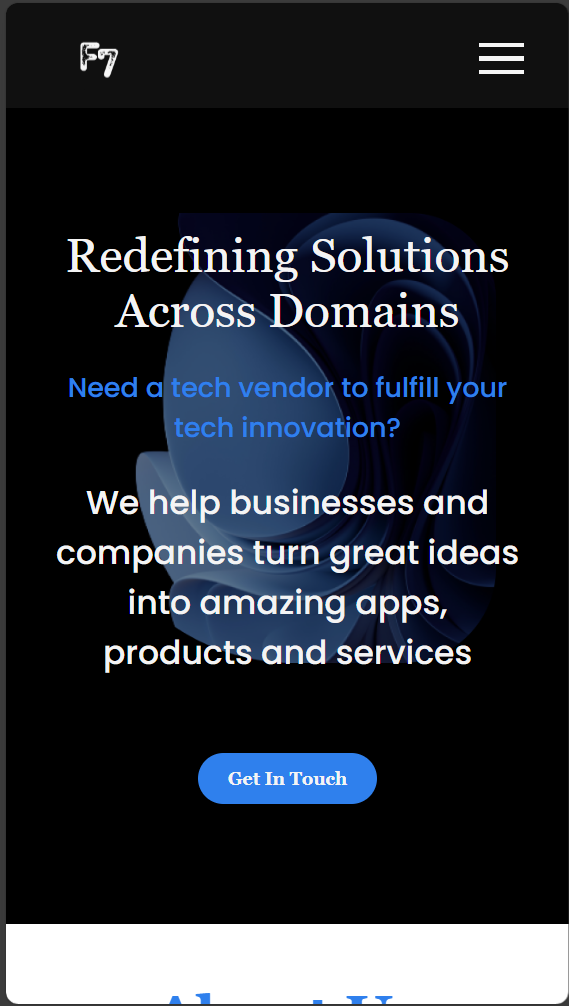 F7
Redefining Solutions
Across Domains
Need a tech vendor to fulfill your
tech innovation?
We help businesses and
companies turn great ideas
into amazing apps,
products and services
Get In Touch